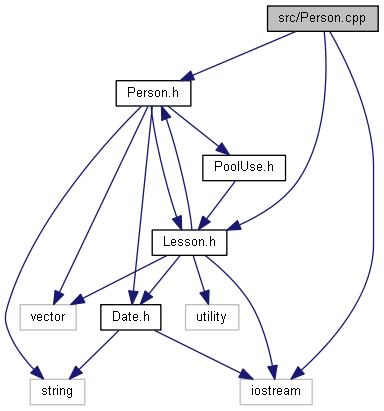 src/Person.cpp
Person.h
PoolUse.h
Lesson.h
vector
Date.h
utility
string
iostream